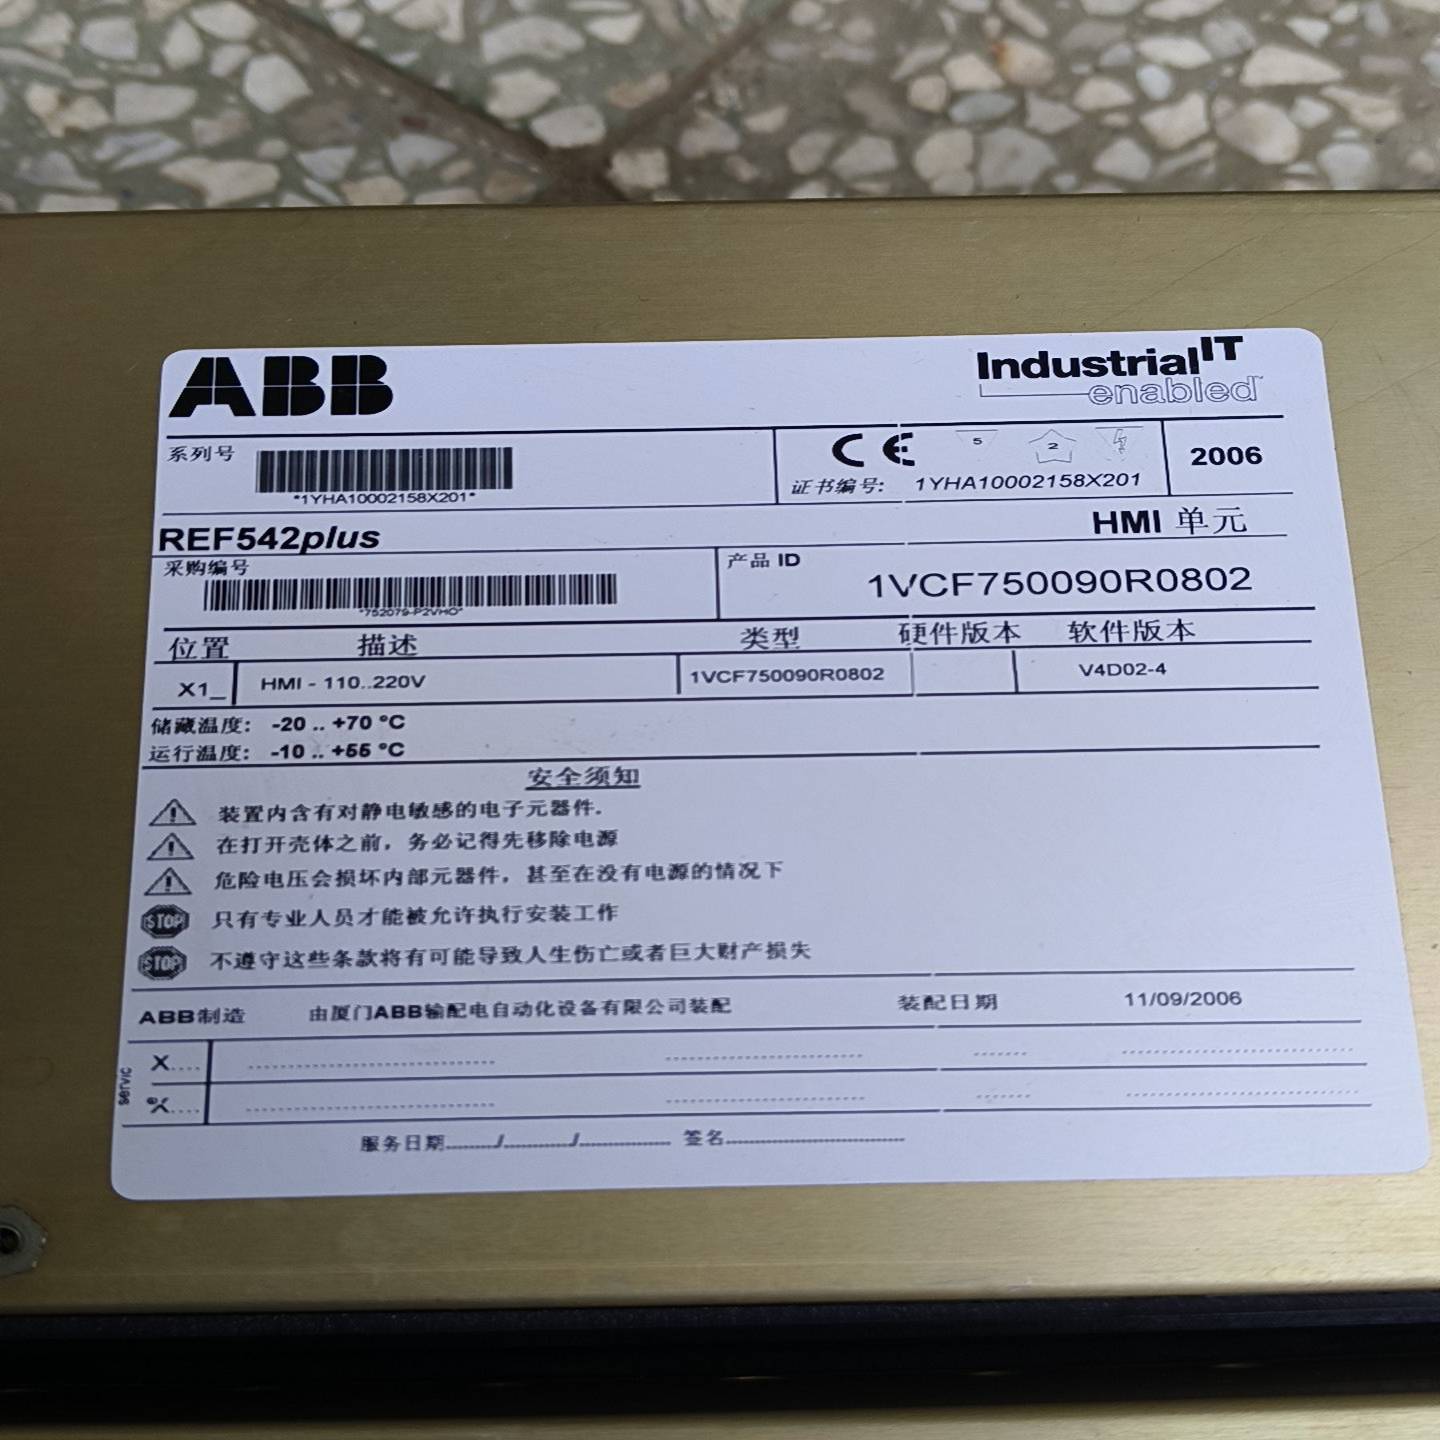 ABB
Industrial IT
enabled™
系列号
*1YHA10002158X201*
CE 5 2
证书编号: 1YHA10002158X201
2006
REF542plus
HMI 单元
采购编号
*752079-P2VHO*
产品 ID
1VCF750090R0802
位置 描述 类型 硬件版本 软件版本
X1_ HMI - 110..220V 1VCF750090R0802 V4D02-4
储藏温度: -20 .. +70 °C
运行温度: -10 .. +55 °C
安全须知
装置内含有对静电敏感的电子元器件.
在打开壳体之前，务必记得先移除电源
危险电压会损坏内部元器件，甚至在没有电源的情况下
STOP 只有专业人员才能被允许执行安装工作
STOP 不遵守这些条款将有可能导致人生伤亡或者巨大财产损失
ABB制造 由厦门ABB输配电自动化设备有限公司装配 装配日期 11/09/2006
servic
e
X....
X....
服务日期........./.........../................ 签名................................